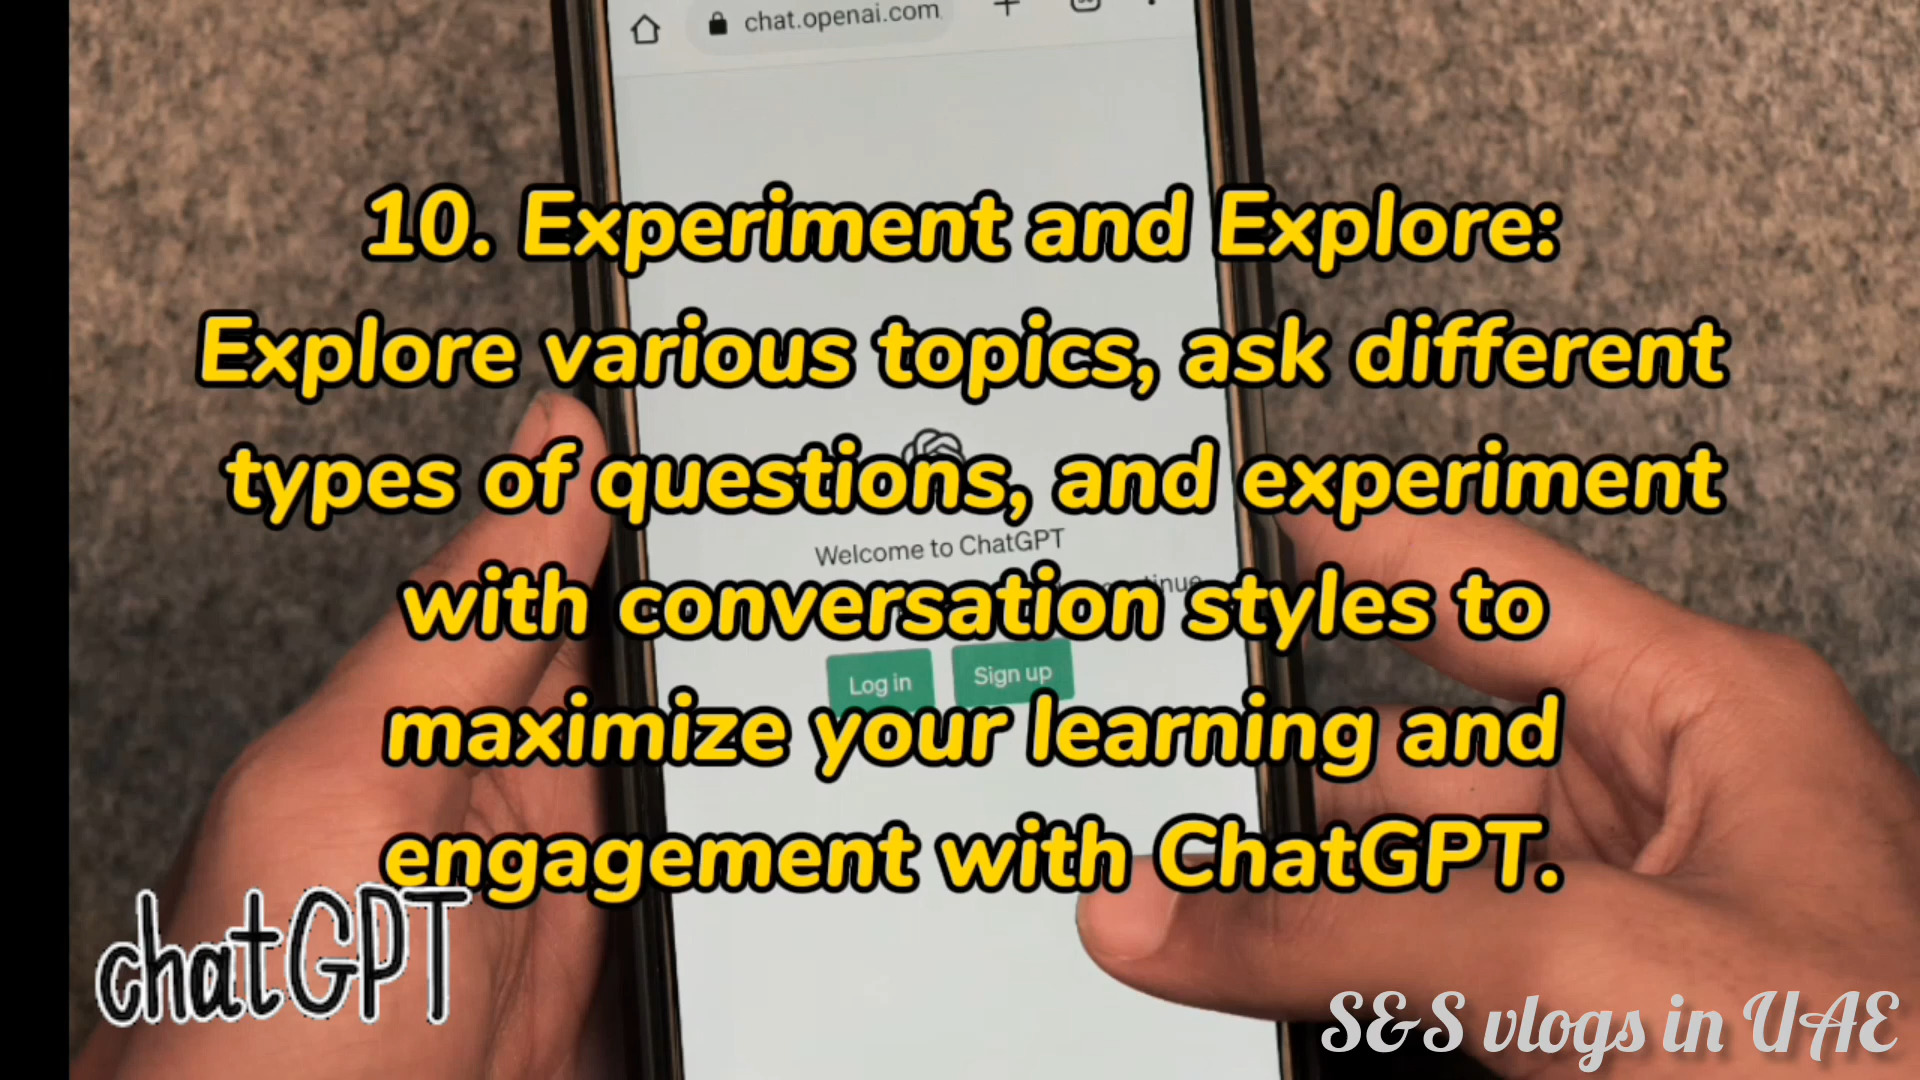 chat.openai.com
10. Experiment and Explore:
Explore various topics, ask different
types of questions, and experiment
Welcome to ChatGPT
with conversation styles to
Log in
Sign up
maximize your learning and
engagement with ChatGPT.
chatGPT
S&S vlogs in UAE